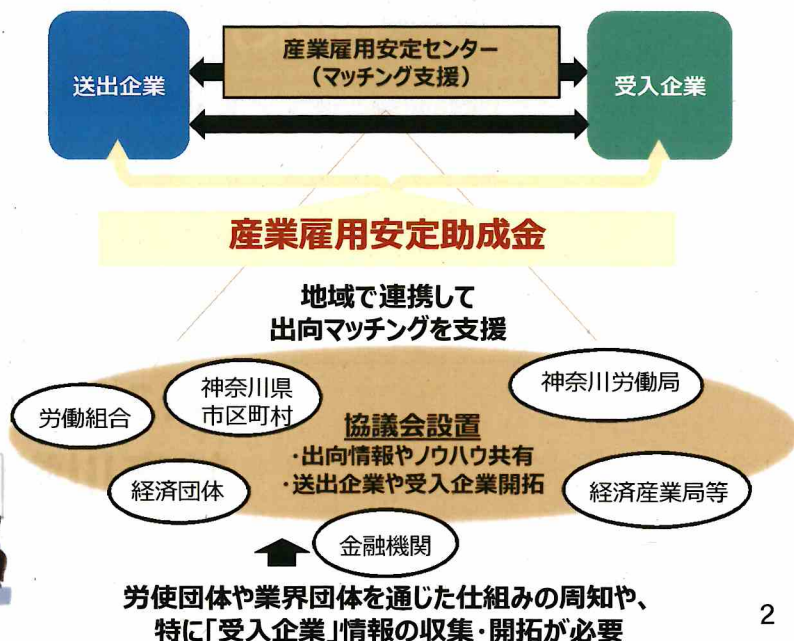 産業雇用安定センター
（マッチング支援）
送出企業
受入企業
産業雇用安定助成金
地域で連携して
出向マッチングを支援
神奈川県
市区町村
神奈川労働局
労働組合
協議会設置
・出向情報やノウハウ共有
・送出企業や受入企業開拓
経済団体
経済産業局等
金融機関
労使団体や業界団体を通じた仕組みの周知や、
特に「受入企業」情報の収集・開拓が必要
2